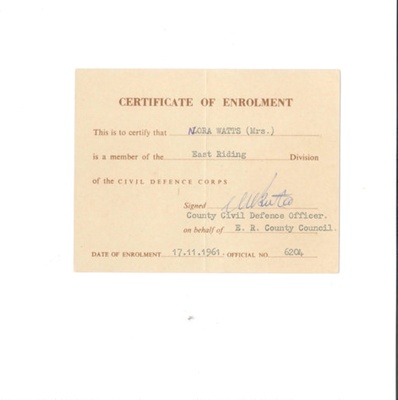 CERTIFICATE OF ENROLMENT
This is to certify that NORA WATTS (Mrs.)
is a member of the East Riding Division
of the CIVIL DEFENCE CORPS
Signed
County Civil Defence Officer.
on behalf of E. R. County Council.
DATE OF ENROLMENT 17.11.1961 OFFICIAL NO. 6204